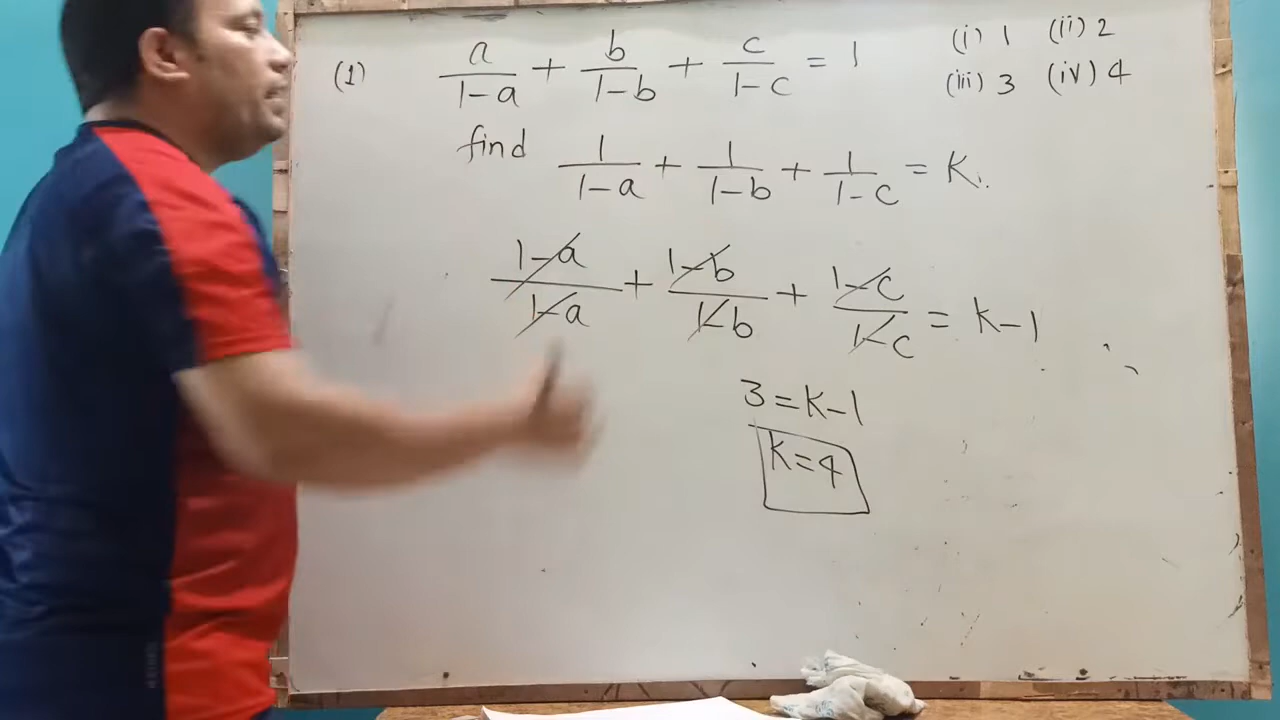 (1) a/(1-a) + b/(1-b) + c/(1-c) = 1
(i) 1 (ii) 2
(iii) 3 (iv) 4
find 1/(1-a) + 1/(1-b) + 1/(1-c) = K.
(1-a)/(1-a) + (1-b)/(1-b) + (1-c)/(1-c) = K-1
3 = K-1
K = 4